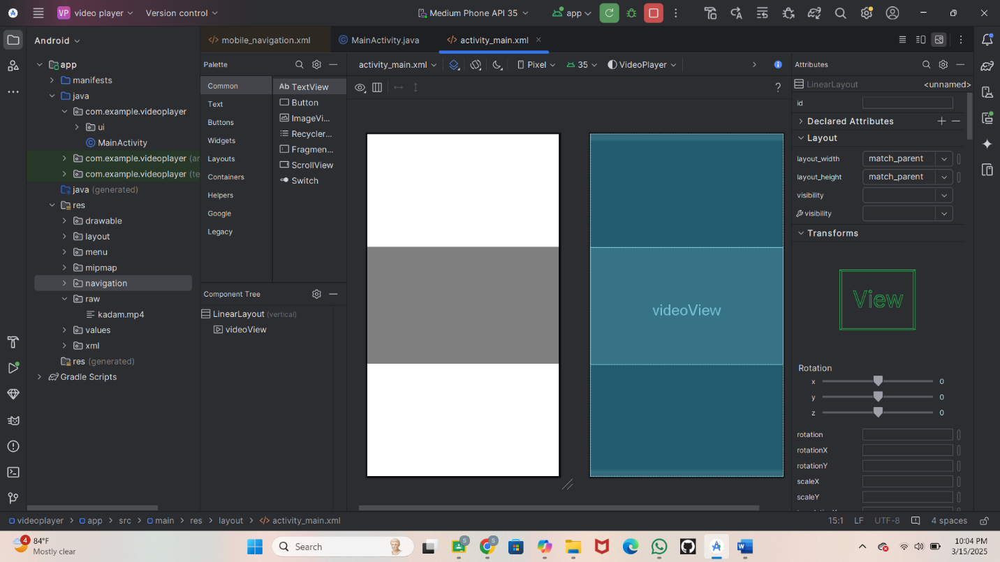 VP video player Version control Medium Phone API 35 app
Android
mobile_navigation.xml MainActivity.java activity_main.xml
app
manifests
java
com.example.videoplayer
ui
MainActivity
com.example.videoplayer (ar
com.example.videoplayer (te
java (generated)
res
drawable
layout
menu
mipmap
navigation
raw
kadam.mp4
values
xml
res (generated)
Gradle Scripts
Palette
Common
Text
Buttons
Widgets
Layouts
Containers
Helpers
Google
Legacy
Ab TextView
Button
ImageVi...
Recycler...
Fragmen...
ScrollView
Switch
Component Tree
LinearLayout (vertical)
videoView
activity_main.xml Pixel 35 VideoPlayer
?
videoView
Attributes
LinearLayout <unnamed>
id
Declared Attributes
Layout
layout_width match_parent
layout_height match_parent
visibility
visibility
Transforms
View
Rotation
x 0
y 0
z 0
rotation
rotationX
rotationY
scaleX
scaleY
videoplayer > app > src > main > res > layout > activity_main.xml
15:1 LF UTF-8 4 spaces
4
84°F
Mostly clear
Search
S
S
10:04 PM
3/15/2025